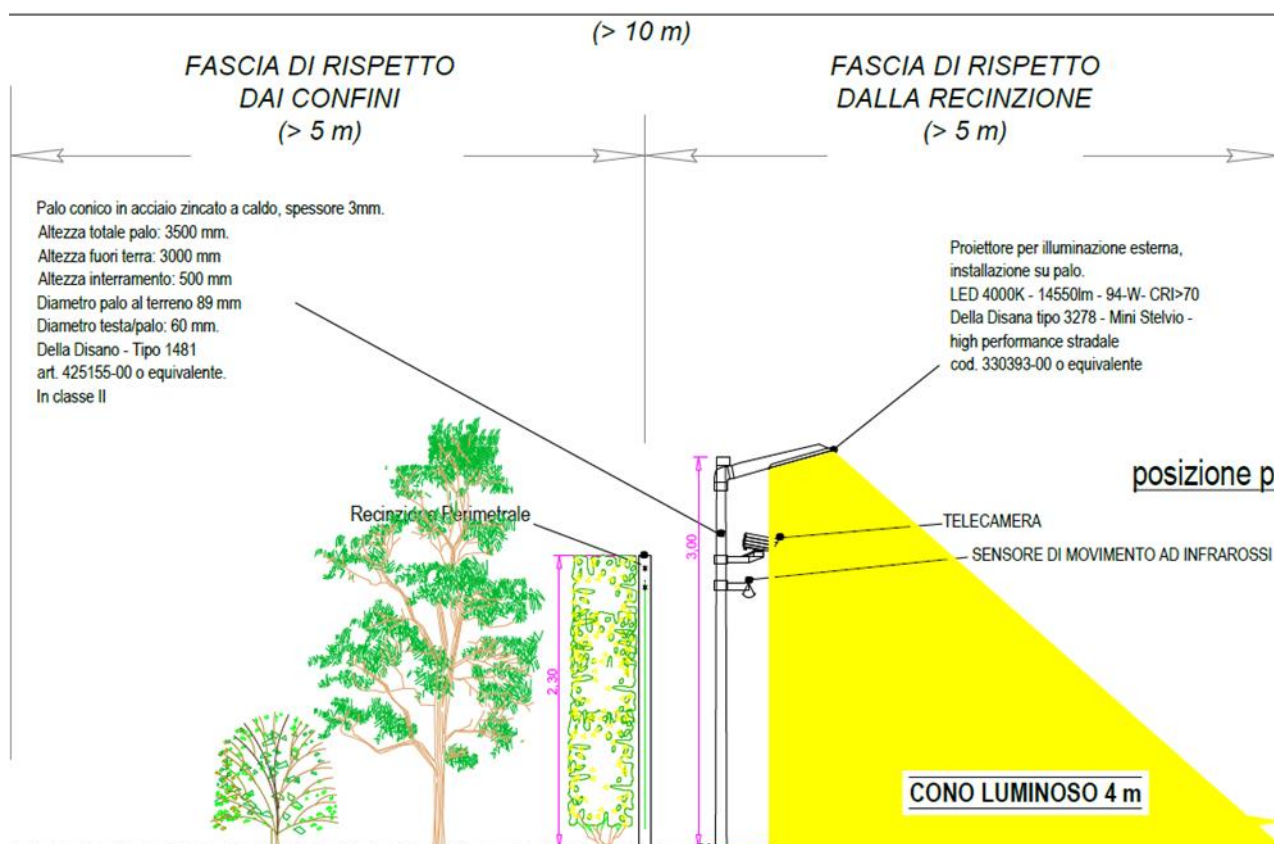 (> 10 m)
FASCIA DI RISPETTO
DAI CONFINI
(> 5 m)
FASCIA DI RISPETTO
DALLA RECINZIONE
(> 5 m)
Palo conico in acciaio zincato a caldo, spessore 3mm.
Altezza totale palo: 3500 mm.
Altezza fuori terra: 3000 mm
Altezza interramento: 500 mm
Diametro palo al terreno 89 mm
Diametro testa/palo: 60 mm.
Della Disano - Tipo 1481
art. 425155-00 o equivalente.
In classe II
Proiettore per illuminazione esterna,
installazione su palo.
LED 4000K - 14550lm - 94-W- CRI>70
Della Disana tipo 3278 - Mini Stelvio -
high performance stradale
cod. 330393-00 o equivalente
posizione p
Recinzione Perimetrale
TELECAMERA
SENSORE DI MOVIMENTO AD INFRAROSSI
3,00
2,30
CONO LUMINOSO 4 m